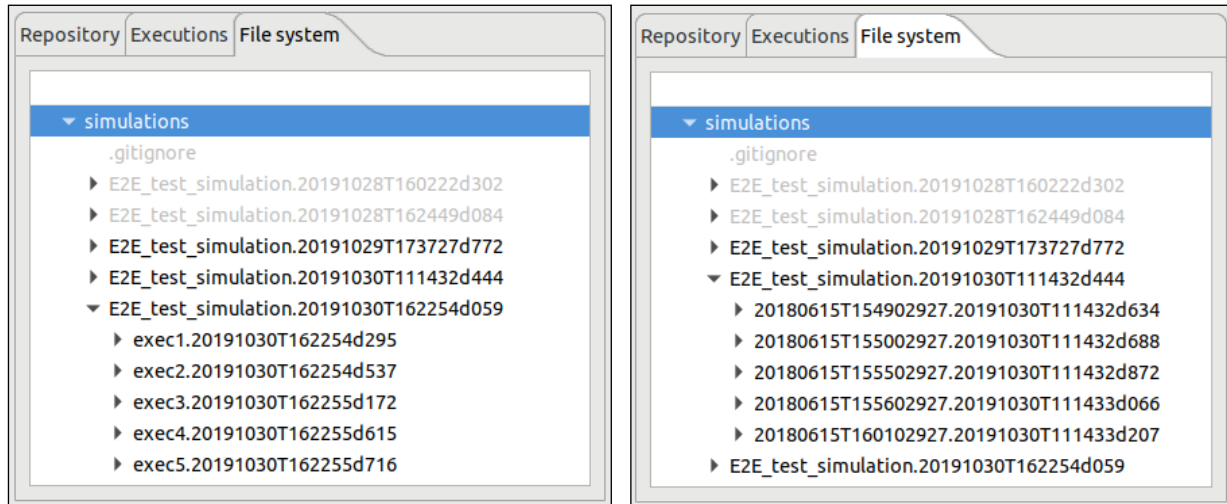 Repository Executions File system
simulations
.gitignore
E2E_test_simulation.20191028T160222d302
E2E_test_simulation.20191028T162449d084
E2E_test_simulation.20191029T173727d772
E2E_test_simulation.20191030T111432d444
E2E_test_simulation.20191030T162254d059
exec1.20191030T162254d295
exec2.20191030T162254d537
exec3.20191030T162255d172
exec4.20191030T162255d615
exec5.20191030T162255d716
Repository Executions File system
simulations
.gitignore
E2E_test_simulation.20191028T160222d302
E2E_test_simulation.20191028T162449d084
E2E_test_simulation.20191029T173727d772
E2E_test_simulation.20191030T111432d444
20180615T154902927.20191030T111432d634
20180615T155002927.20191030T111432d688
20180615T155502927.20191030T111432d872
20180615T155602927.20191030T111433d066
20180615T160102927.20191030T111433d207
E2E_test_simulation.20191030T162254d059